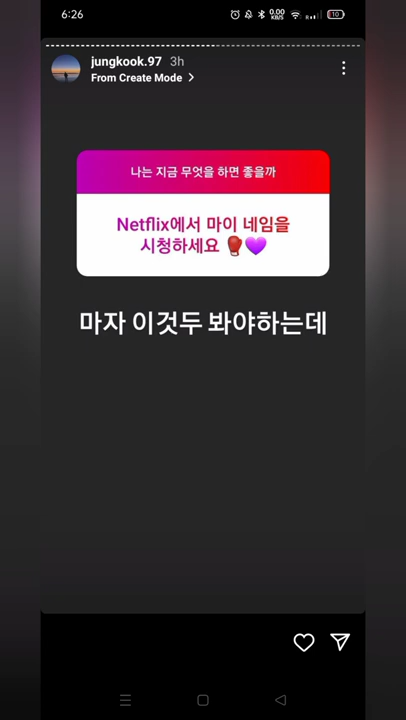 6:26
0.00
KB/S
10
jungkook.97 3h
From Create Mode >
나는 지금 무엇을 하면 좋을까
Netflix에서 마이 네임을
시청하세요 🥊💜
마자 이것두 봐야하는데